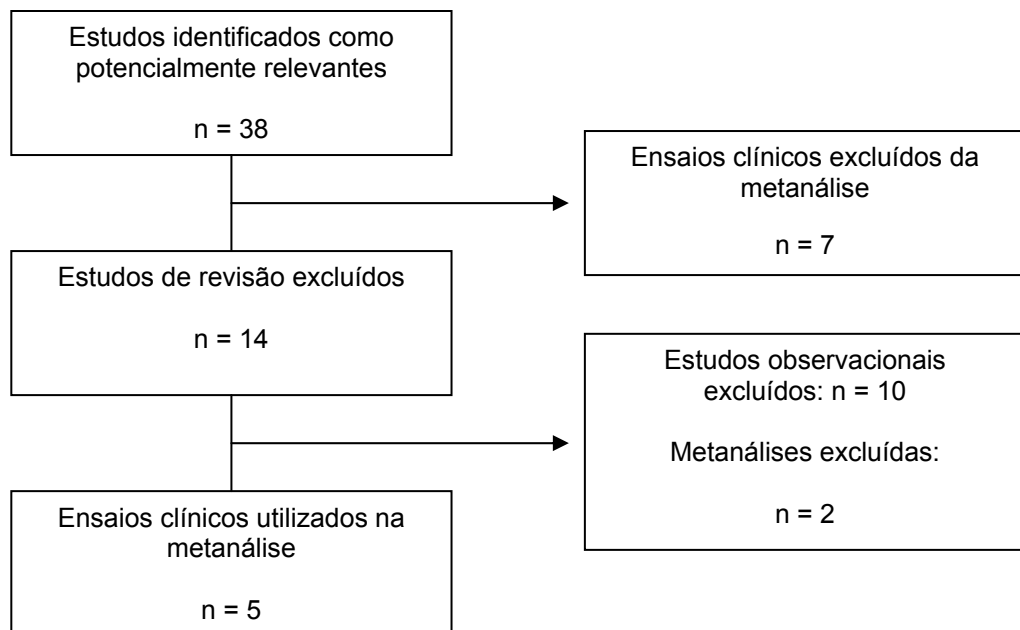 Estudos identificados como
potencialmente relevantes
n = 38
Ensaios clínicos excluídos da
metanálise
n = 7
Estudos de revisão excluídos
n = 14
Estudos observacionais
excluídos: n = 10
Metanálises excluídas:
n = 2
Ensaios clínicos utilizados na
metanálise
n = 5